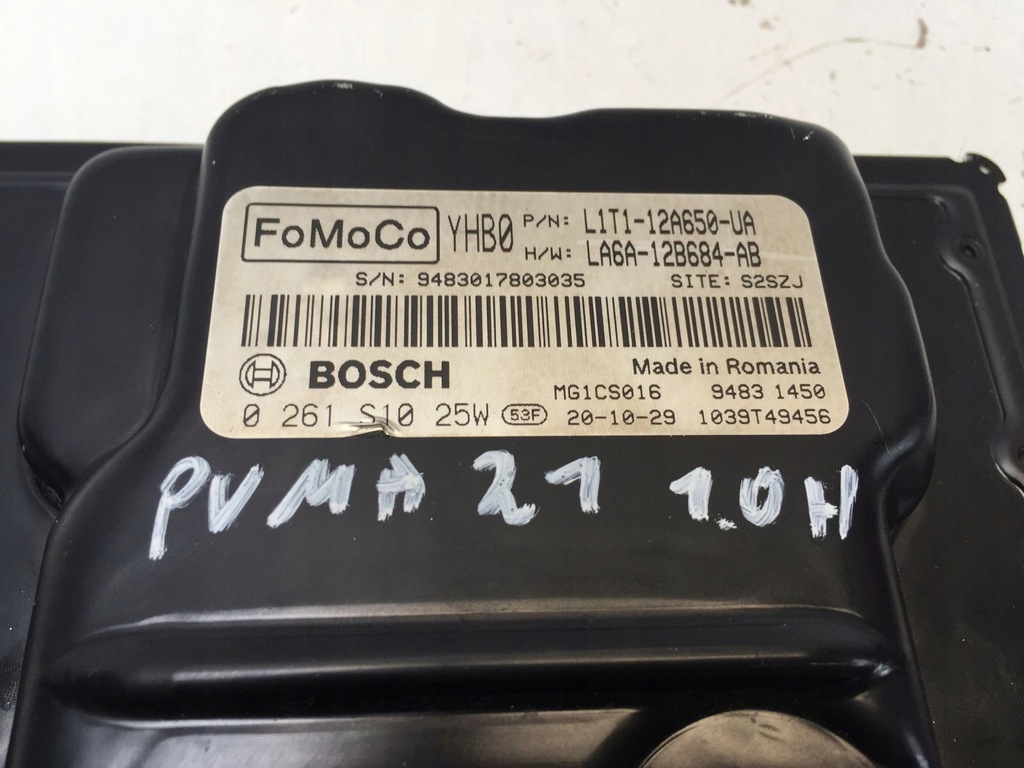 FoMoCo YHB0 P/N: L1T1-12A650-UA
H/W: LA6A-12B684-AB
S/N: 9483017803035 SITE: S2SZJ
BOSCH Made in Romania
MG1CS016 9483 1450
0 261 S10 25W 53F 20-10-29 1039T49456
PUMA 21 1.0H